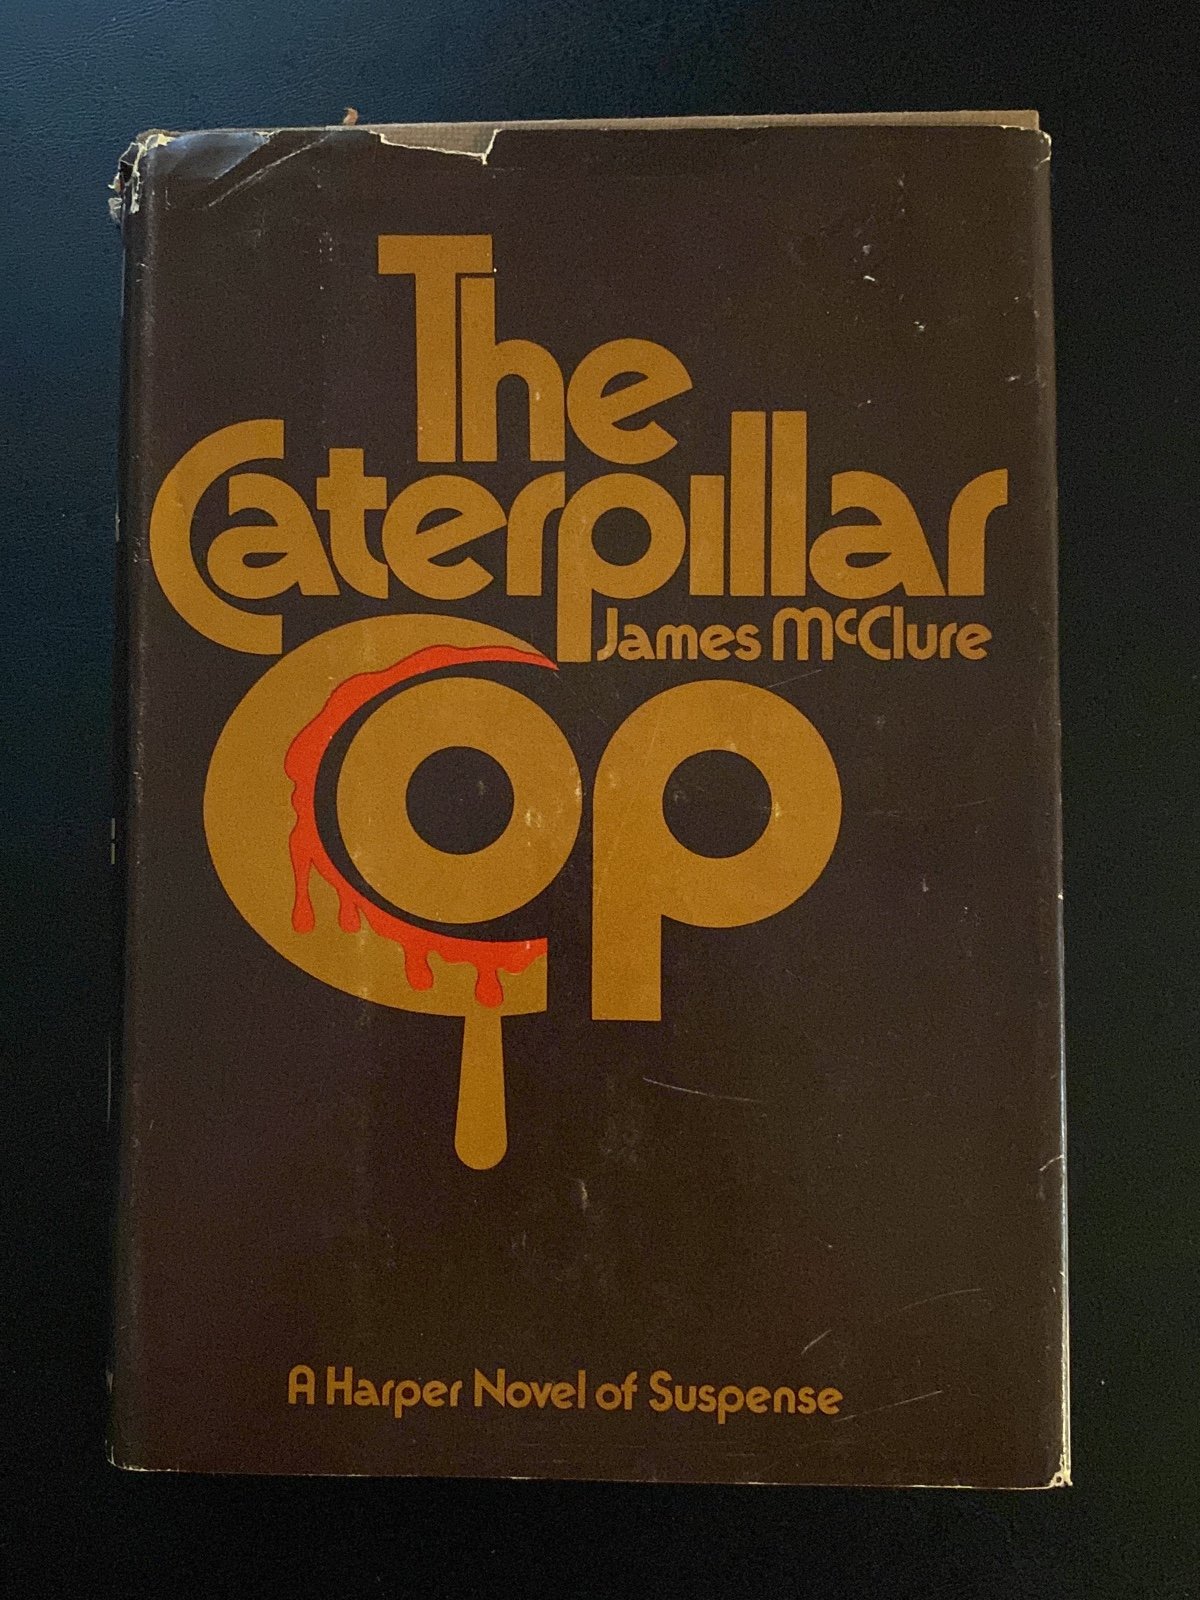 The
Caterpillar
James McClure
Cop
A Harper Novel of Suspense